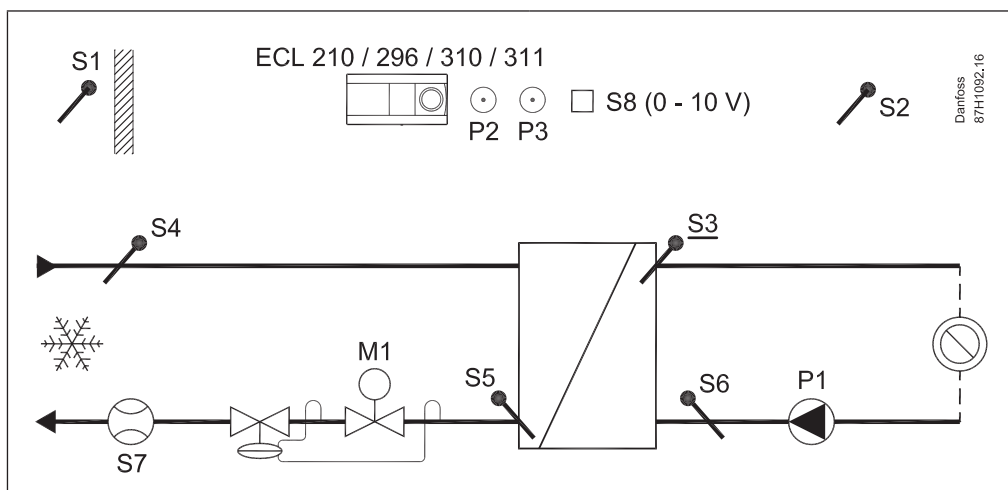 S1
ECL 210 / 296 / 310 / 311
P2
P3
S8 (0 - 10 V)
S2
Danfoss
87H1092.16
S4
S3
M1
S5
S6
P1
S7